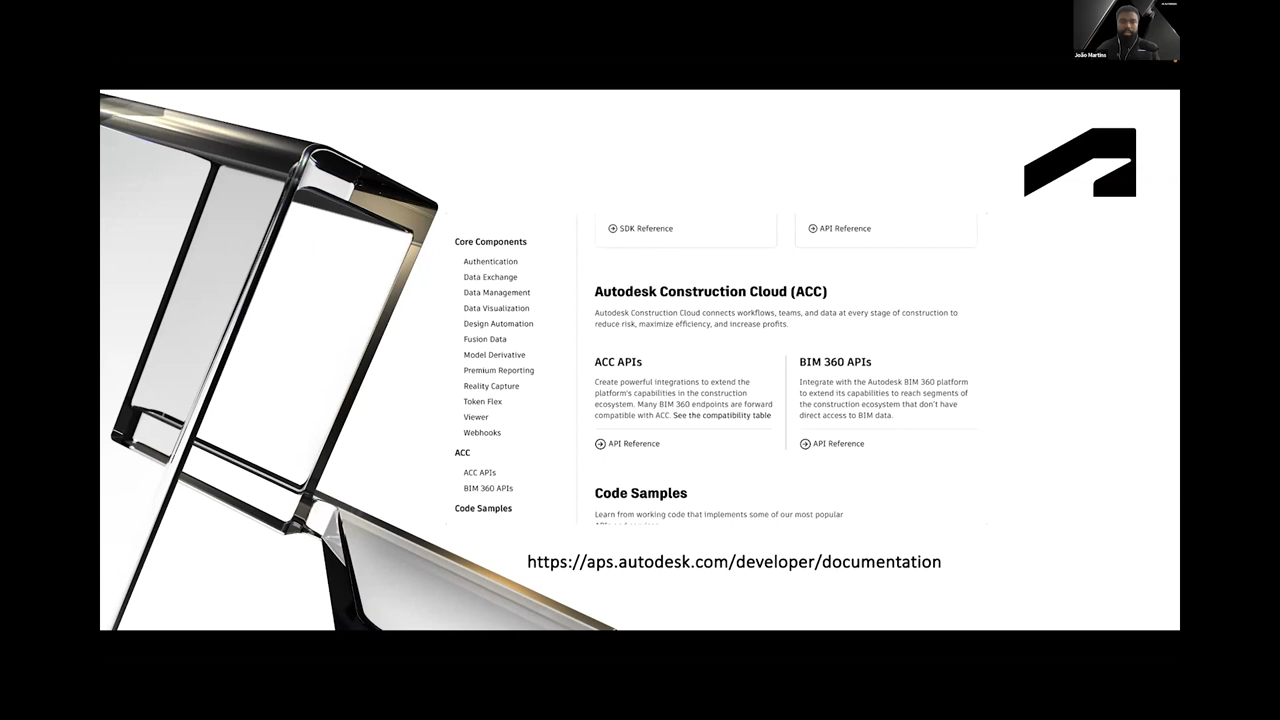 João Martins
SDK Reference
API Reference
Core Components
Authentication
Data Exchange
Data Management
Data Visualization
Design Automation
Fusion Data
Model Derivative
Premium Reporting
Reality Capture
Token Flex
Viewer
Webhooks
ACC
ACC APIs
BIM 360 APIs
Code Samples
Autodesk Construction Cloud (ACC)
Autodesk Construction Cloud connects workflows, teams, and data at every stage of construction to
reduce risk, maximize efficiency, and increase profits.
ACC APIs
Create powerful integrations to extend the
platform's capabilities in the construction
ecosystem. Many BIM 360 endpoints are forward
compatible with ACC. See the compatibility table
API Reference
BIM 360 APIs
Integrate with the Autodesk BIM 360 platform
to extend its capabilities to reach segments of
the construction ecosystem that don't have
direct access to BIM data.
API Reference
Code Samples
Learn from working code that implements some of our most popular
https://aps.autodesk.com/developer/documentation